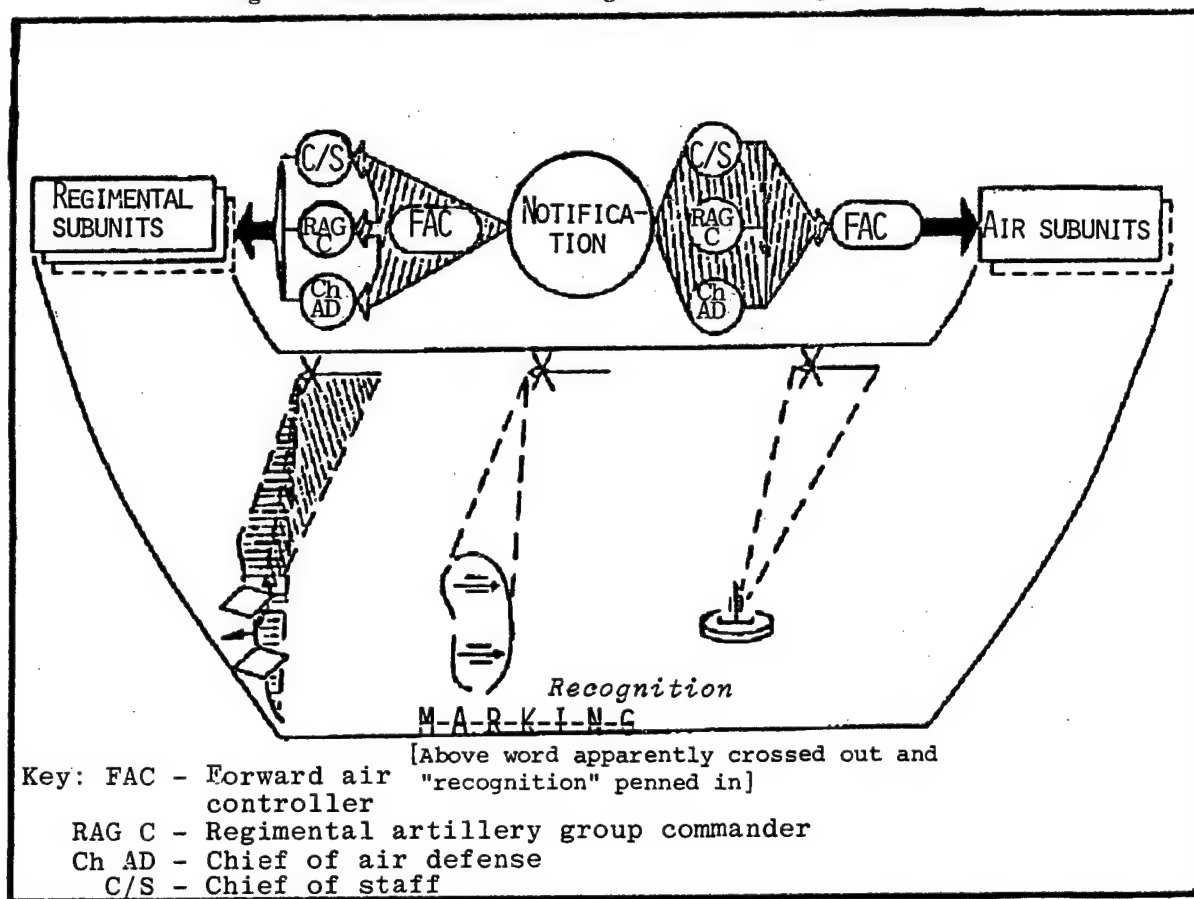 C/S
REGIMENTAL
SUBUNITS
RAG
C
FAC
Ch
AD
NOTIFICA-
TION
C/S
RAG
C
Ch
AD
FAC
AIR SUBUNITS
Recognition
M-A-R-K-I-N-G
[Above word apparently crossed out and
"recognition" penned in]
Key: FAC - Forward air
controller
RAG C - Regimental artillery group commander
Ch AD - Chief of air defense
C/S - Chief of staff